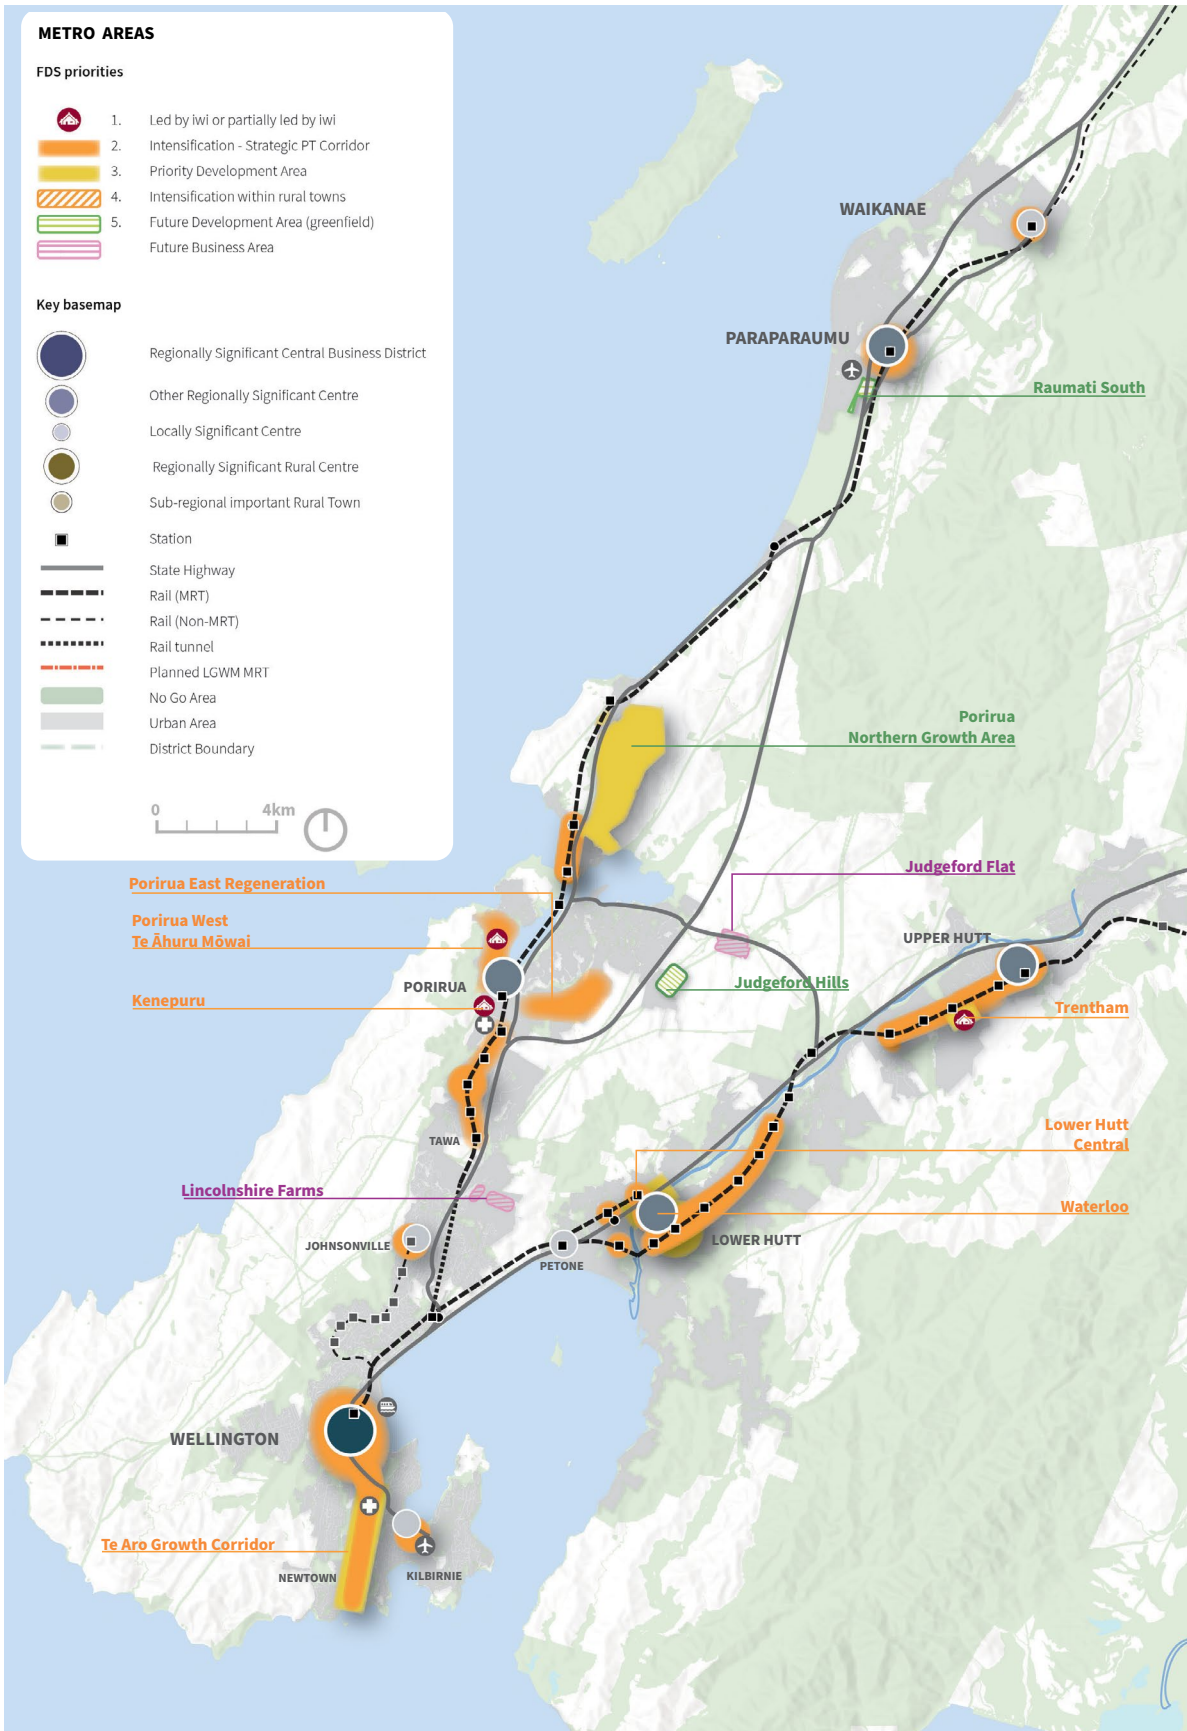 METRO AREAS
FDS priorities
1. Led by iwi or partially led by iwi
2. Intensification - Strategic PT Corridor
3. Priority Development Area
4. Intensification within rural towns
5. Future Development Area (greenfield)
Future Business Area
Key basemap
Regionally Significant Central Business District
Other Regionally Significant Centre
Locally Significant Centre
Regionally Significant Rural Centre
Sub-regional important Rural Town
Station
State Highway
Rail (MRT)
Rail (Non-MRT)
Rail tunnel
Planned LGWM MRT
No Go Area
Urban Area
District Boundary
0 4km
WAIKANAE
PARAPARAUMU
Raumati South
Porirua
Northern Growth Area
Judgeford Flat
Porirua East Regeneration
Porirua West
Te Āhuru Mōwai
UPPER HUTT
PORIRUA
Judgeford Hills
Kenepuru
Trentham
TAWA
Lower Hutt
Central
Lincolnshire Farms
Waterloo
JOHNSONVILLE
LOWER HUTT
PETONE
WELLINGTON
Te Aro Growth Corridor
NEWTOWN
KILBIRNIE